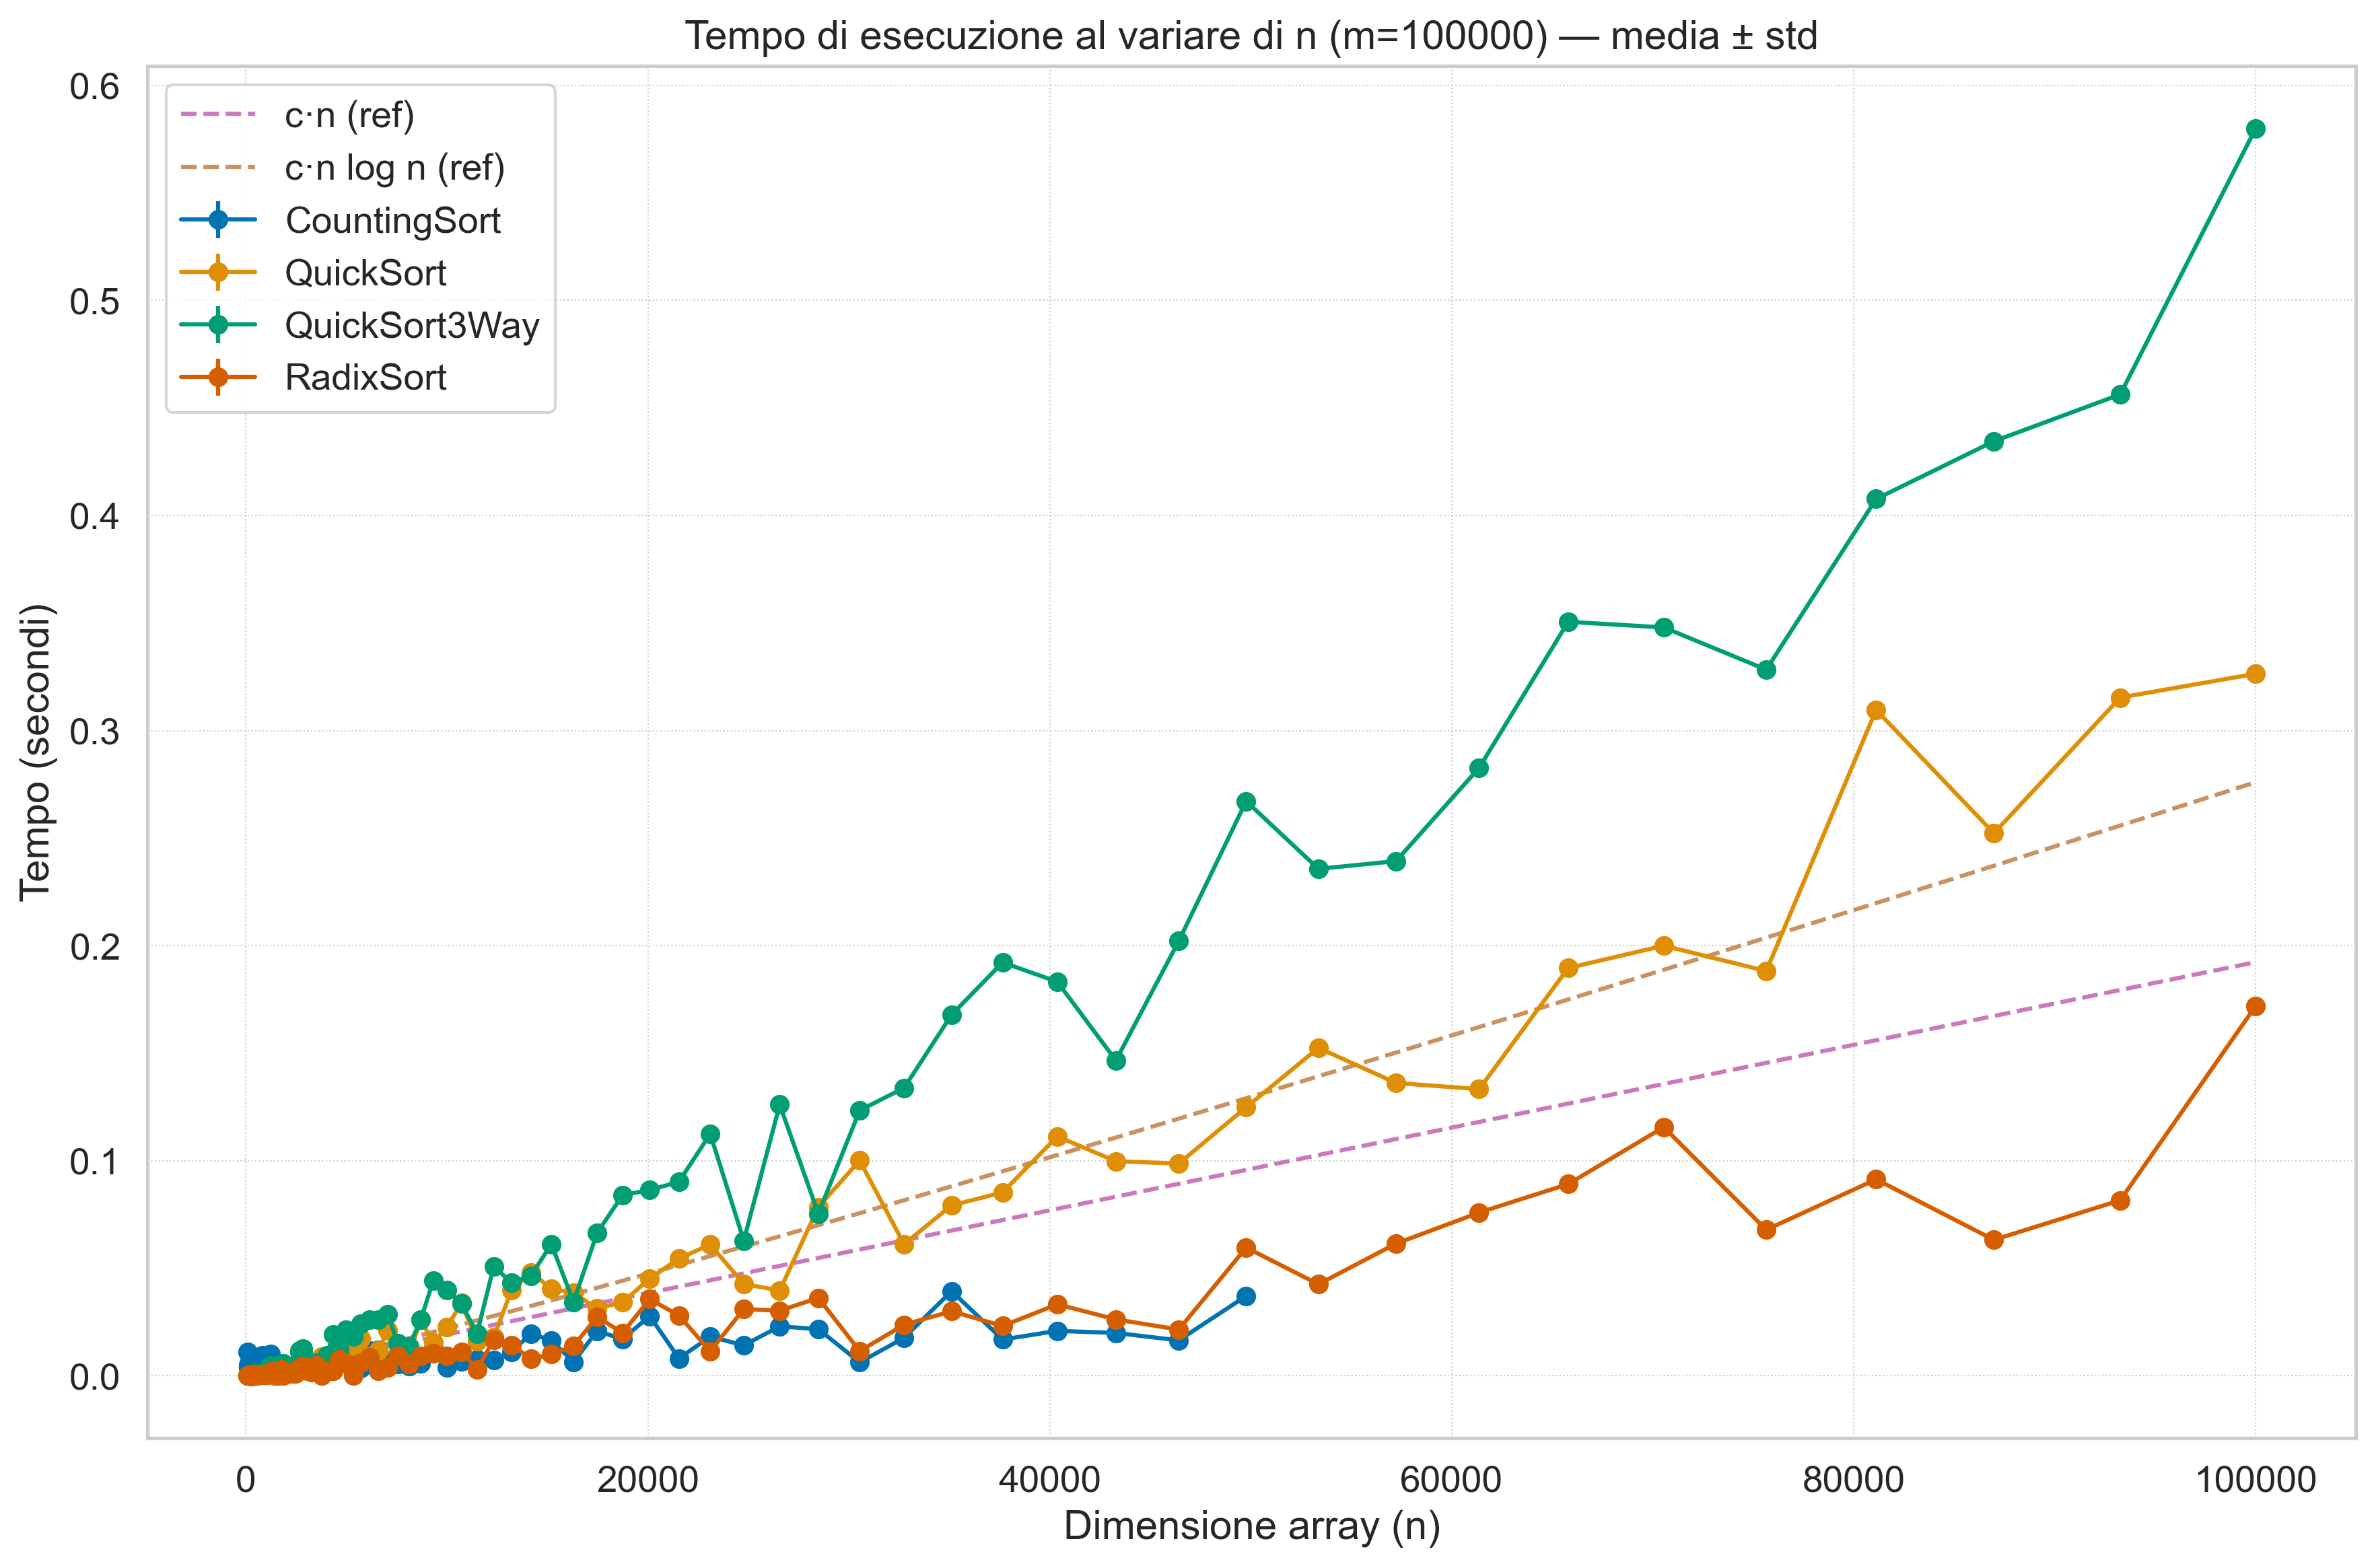 Tempo di esecuzione al variare di n (m=100000) — media ± std
c·n (ref)
c·n log n (ref)
CountingSort
QuickSort
QuickSort3Way
RadixSort
Tempo (secondi)
0.6
0.5
0.4
0.3
0.2
0.1
0.0
0 20000 40000 60000 80000 100000
Dimensione array (n)